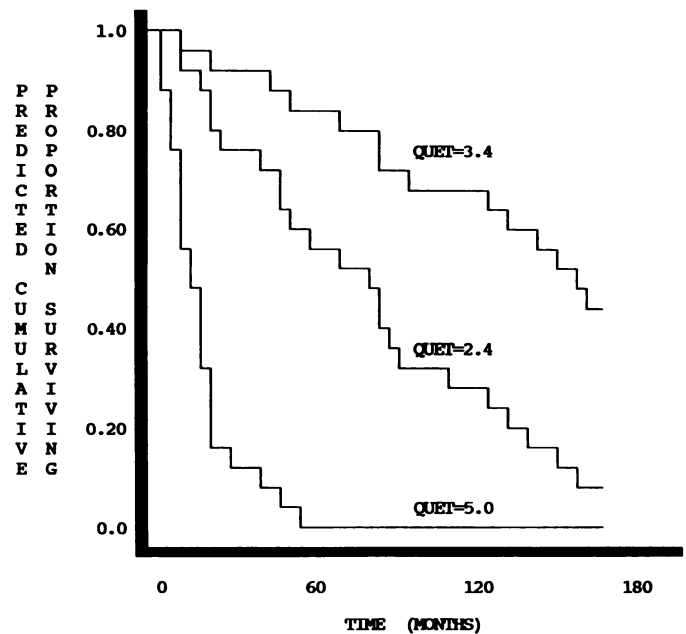 PREDICTED CUMULATIVE
PROPORTION SURVIVING
1.0
0.80
0.60
0.40
0.20
0.0
QUET=3.4
QUET=2.4
QUET=5.0
0 60 120 180
TIME (MONTHS)